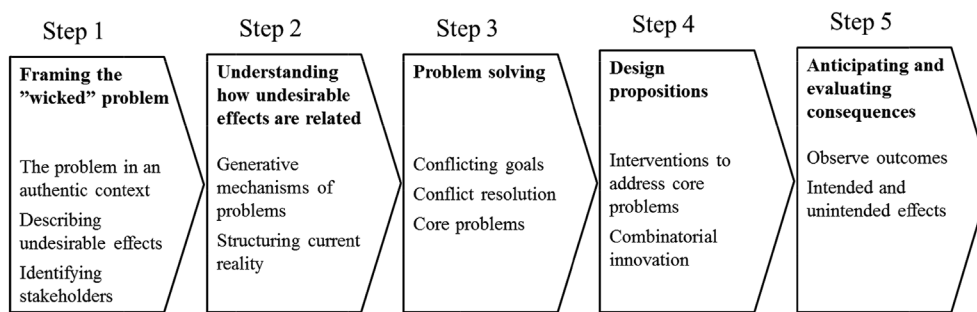 Step 1
Framing the
”wicked” problem
The problem in an
authentic context
Describing
undesirable effects
Identifying
stakeholders
Step 2
Understanding
how undesirable
effects are related
Generative
mechanisms of
problems
Structuring current
reality
Step 3
Problem solving
Conflicting goals
Conflict resolution
Core problems
Step 4
Design
propositions
Interventions to
address core
problems
Combinatorial
innovation
Step 5
Anticipating and
evaluating
consequences
Observe outcomes
Intended and
unintended effects